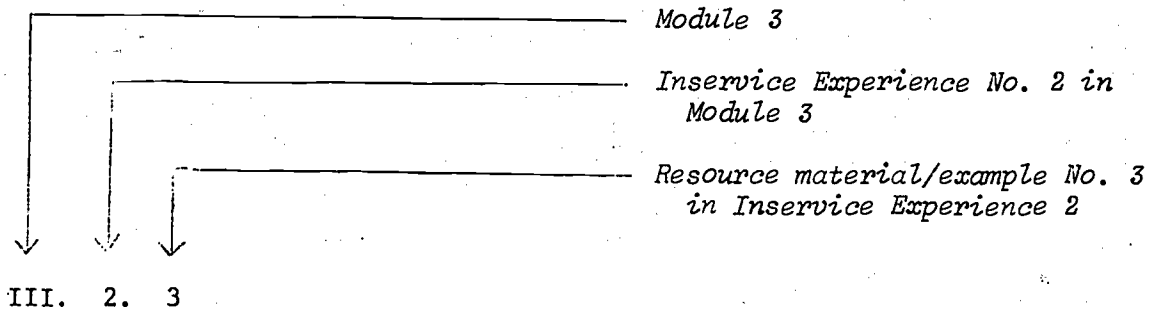 Module 3
Inservice Experience No. 2 in
Module 3
Resource material/example No. 3
in Inservice Experience 2
III. 2. 3